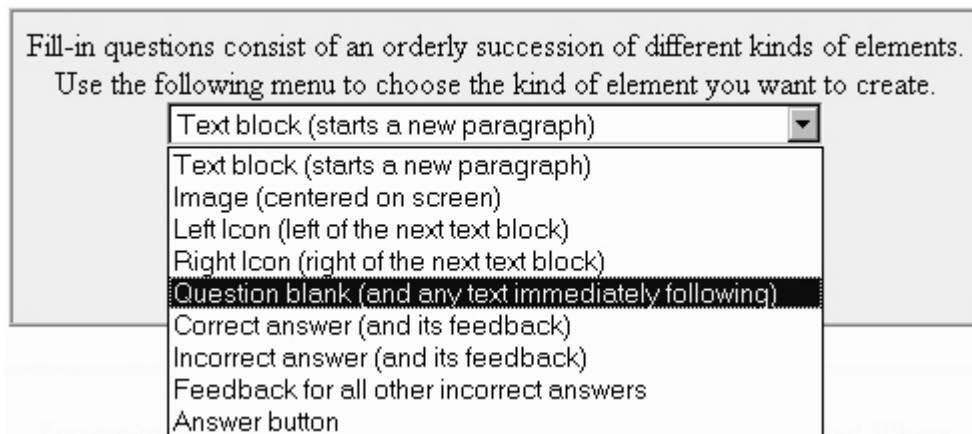 Fill-in questions consist of an orderly succession of different kinds of elements.
Use the following menu to choose the kind of element you want to create.
Text block (starts a new paragraph)
Text block (starts a new paragraph)
Image (centered on screen)
Left Icon (left of the next text block)
Right Icon (right of the next text block)
Question blank (and any text immediately following)
Correct answer (and its feedback)
Incorrect answer (and its feedback)
Feedback for all other incorrect answers
Answer button